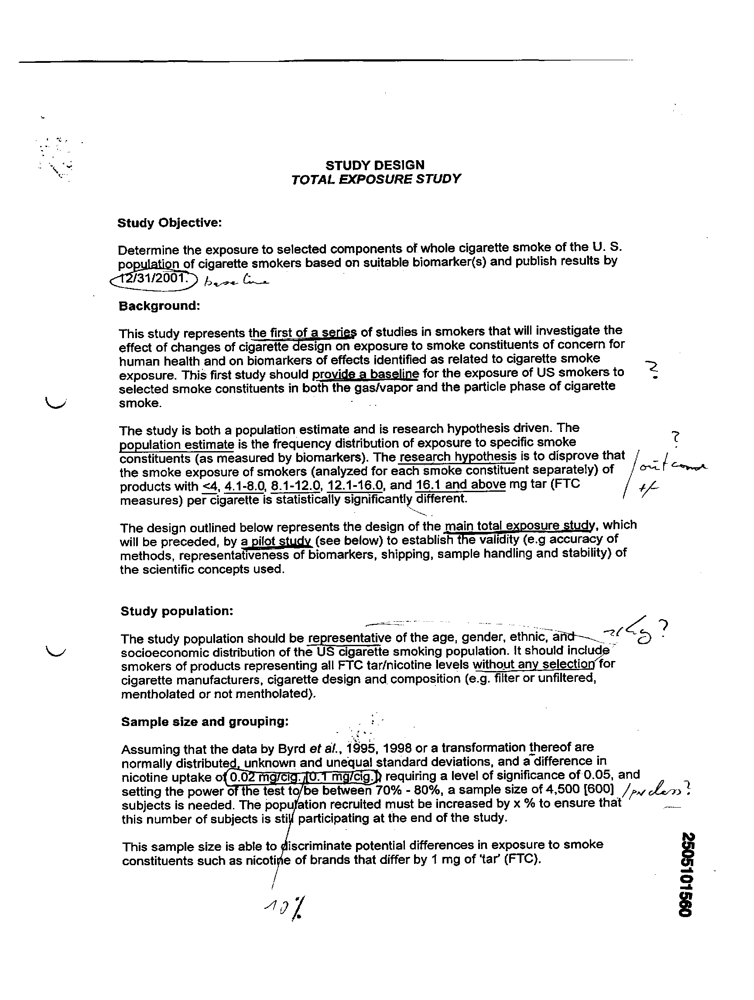 STUDY DESIGN
TOTAL EXPOSURE STUDY
Study Objective:
Determine the exposure to selected components of whole cigarette smoke of the U. S.
population of cigarette smokers based on suitable biomarker(s) and publish results by
12/31/2001. base line
Background:
This study represents the first of a series of studies in smokers that will investigate the
effect of changes of cigarette design on exposure to smoke constituents of concern for
human health and on biomarkers of effects identified as related to cigarette smoke
exposure. This first study should provide a baseline for the exposure of US smokers to
selected smoke constituents in both the gas/vapor and the particle phase of cigarette
smoke.
?
The study is both a population estimate and is research hypothesis driven. The
population estimate is the frequency distribution of exposure to specific smoke
constituents (as measured by biomarkers). The research hypothesis is to disprove that
the smoke exposure of smokers (analyzed for each smoke constituent separately) of
products with <4, 4.1-8.0, 8.1-12.0, 12.1-16.0, and 16.1 and above mg tar (FTC
measures) per cigarette is statistically significantly different.
?
outcome
+/-
The design outlined below represents the design of the main total exposure study, which
will be preceded, by a pilot study (see below) to establish the validity (e.g accuracy of
methods, representativeness of biomarkers, shipping, sample handling and stability) of
the scientific concepts used.
Study population:
The study population should be representative of the age, gender, ethnic, and
socioeconomic distribution of the US cigarette smoking population. It should include
smokers of products representing all FTC tar/nicotine levels without any selection for
cigarette manufacturers, cigarette design and composition (e.g. filter or unfiltered,
mentholated or not mentholated).
?
Sample size and grouping:
Assuming that the data by Byrd et al., 1995, 1998 or a transformation thereof are
normally distributed, unknown and unequal standard deviations, and a difference in
nicotine uptake of 0.02 mg/cig. [0.1 mg/cig.] requiring a level of significance of 0.05, and
setting the power of the test to be between 70% - 80%, a sample size of 4,500 [600] / per class?
subjects is needed. The population recruited must be increased by x % to ensure that
this number of subjects is still participating at the end of the study.
This sample size is able to discriminate potential differences in exposure to smoke
constituents such as nicotine of brands that differ by 1 mg of 'tar' (FTC).
10%
2505101560